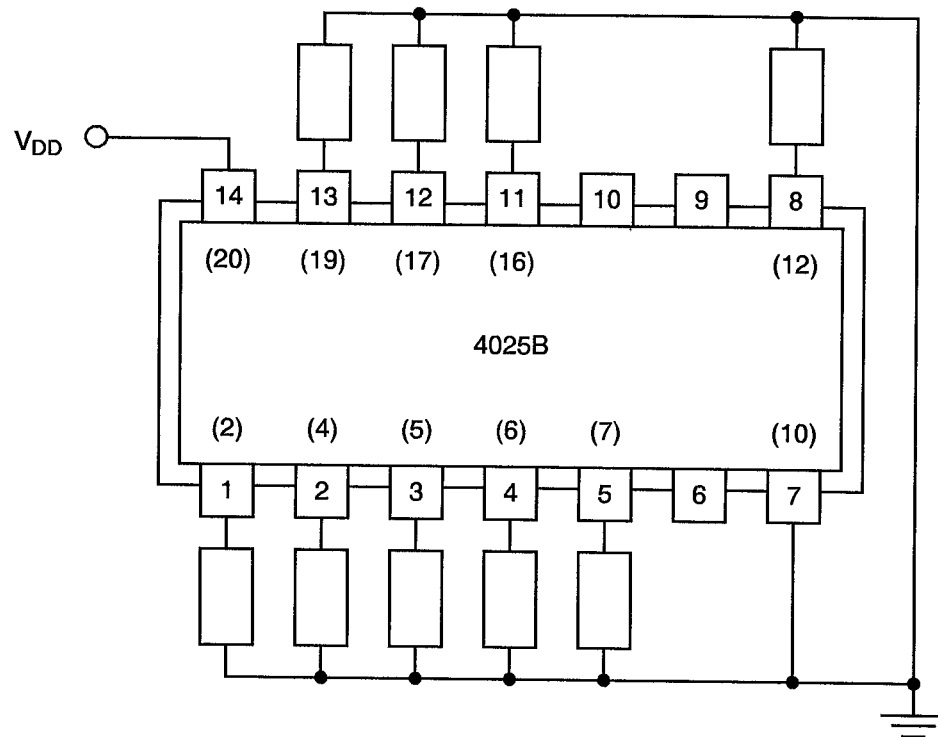 V_DD
14 13 12 11 10 9 8
(20) (19) (17) (16) (12)
4025B
(2) (4) (5) (6) (7) (10)
1 2 3 4 5 6 7